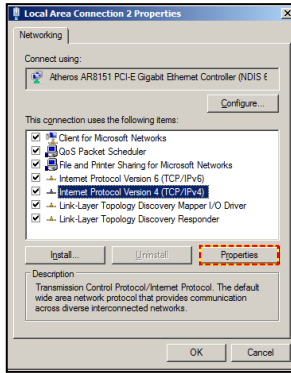 Local Area Connection 2 Properties
Networking
Connect using:
Atheros AR8151 PCI-E Gigabit Ethernet Controller (NDIS 6
Configure...
This connection uses the following items:
Client for Microsoft Networks
QoS Packet Scheduler
File and Printer Sharing for Microsoft Networks
Internet Protocol Version 6 (TCP/IPv6)
Internet Protocol Version 4 (TCP/IPv4)
Link-Layer Topology Discovery Mapper I/O Driver
Link-Layer Topology Discovery Responder
Install... Uninstall Properties
Description
Transmission Control Protocol/Internet Protocol. The default
wide area network protocol that provides communication
across diverse interconnected networks.
OK Cancel